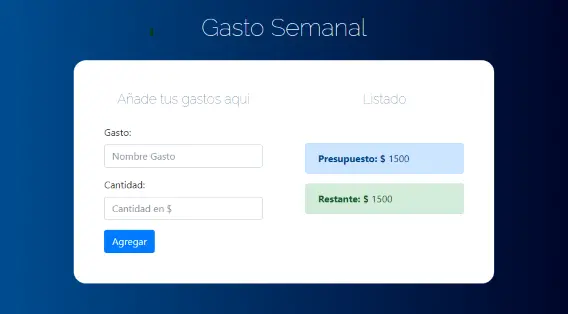 Gasto Semanal
Añade tus gastos aqui
Gasto:
Nombre Gasto
Cantidad:
Cantidad en $
Agregar
Listado
Presupuesto: $ 1500
Restante: $ 1500